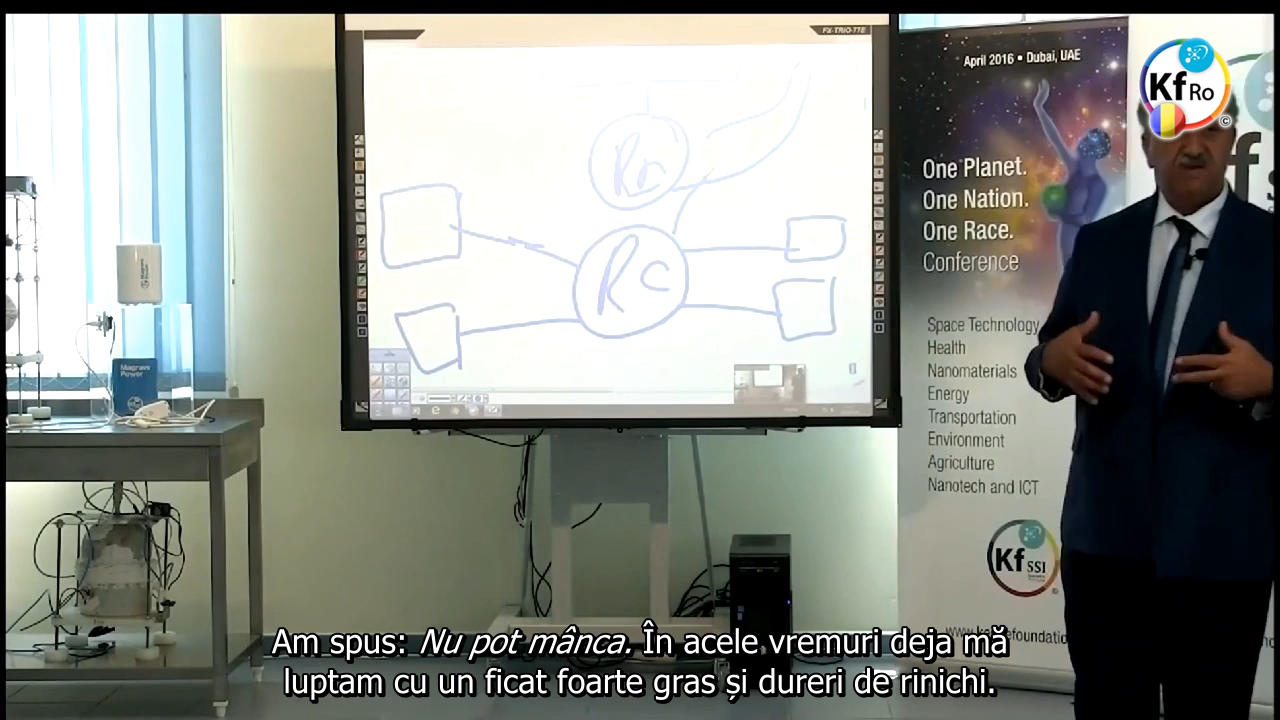 FX-TRIO-77E
April 2016 • Dubai, UAE
Kf Ro
©
One Planet.
One Nation.
One Race.
Conference
Space Technology
Health
Nanomaterials
Energy
Transportation
Environment
Agriculture
Nanotech and ICT
Kf SSI
Rc
Magrave
Power
Am spus: Nu pot mânca. În acele vremuri deja mă
luptam cu un ficat foarte gras și dureri de rinichi.